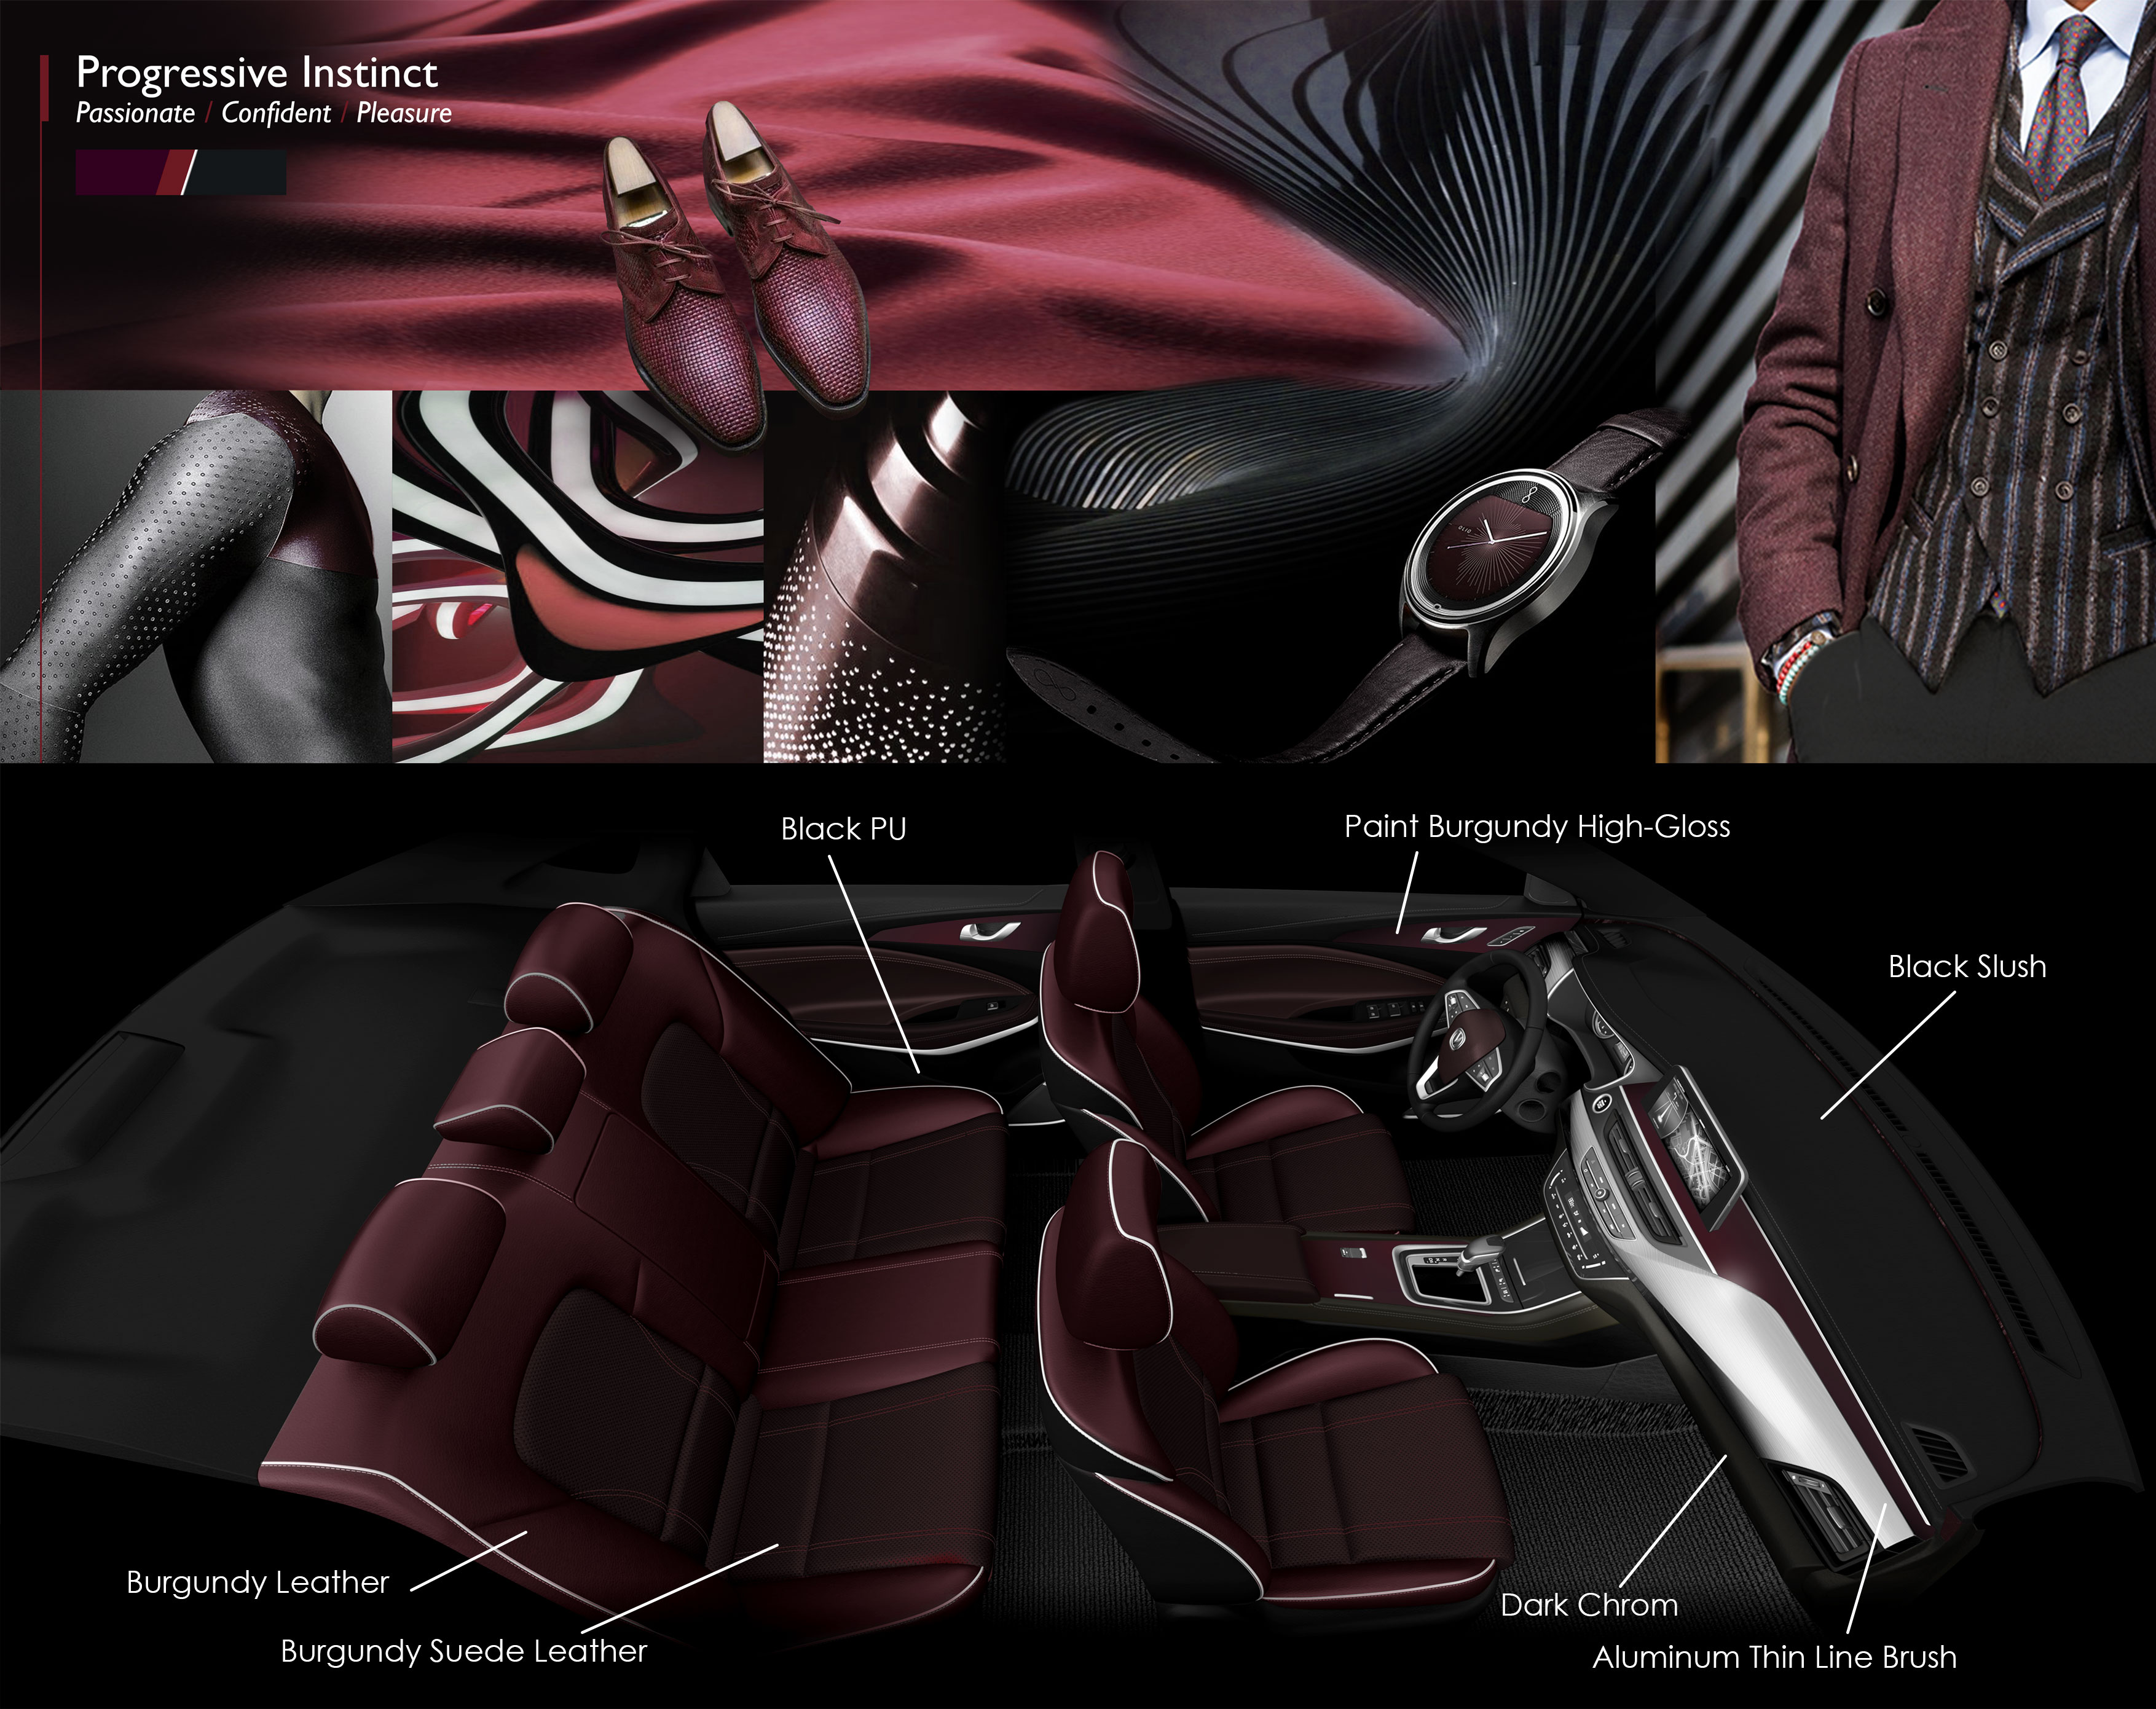 Progressive Instinct
Passionate / Confident / Pleasure
Black PU
Paint Burgundy High-Gloss
Black Slush
Burgundy Leather
Burgundy Suede Leather
Dark Chrom
Aluminum Thin Line Brush